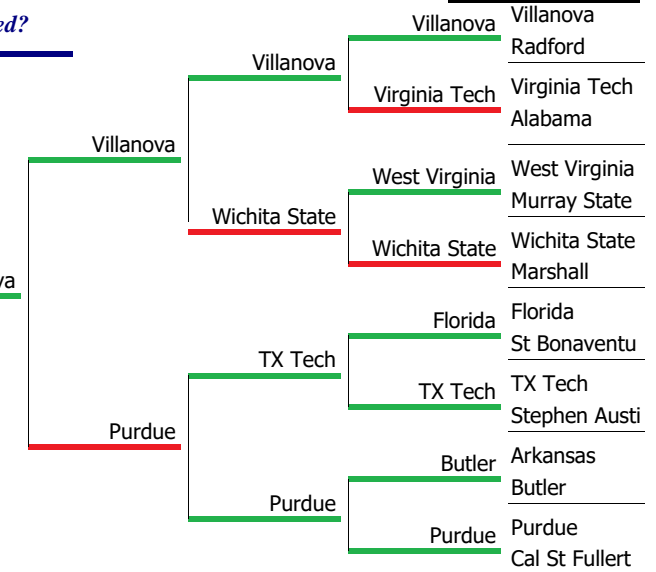 ed?
Villanova
Villanova
Radford
Villanova
Virginia Tech
Virginia Tech
Alabama
Villanova
West Virginia
West Virginia
Murray State
Wichita State
Wichita State
Wichita State
Marshall
va
Florida
Florida
St Bonaventu
TX Tech
TX Tech
TX Tech
Stephen Austi
Purdue
Butler
Arkansas
Butler
Purdue
Purdue
Purdue
Cal St Fullert